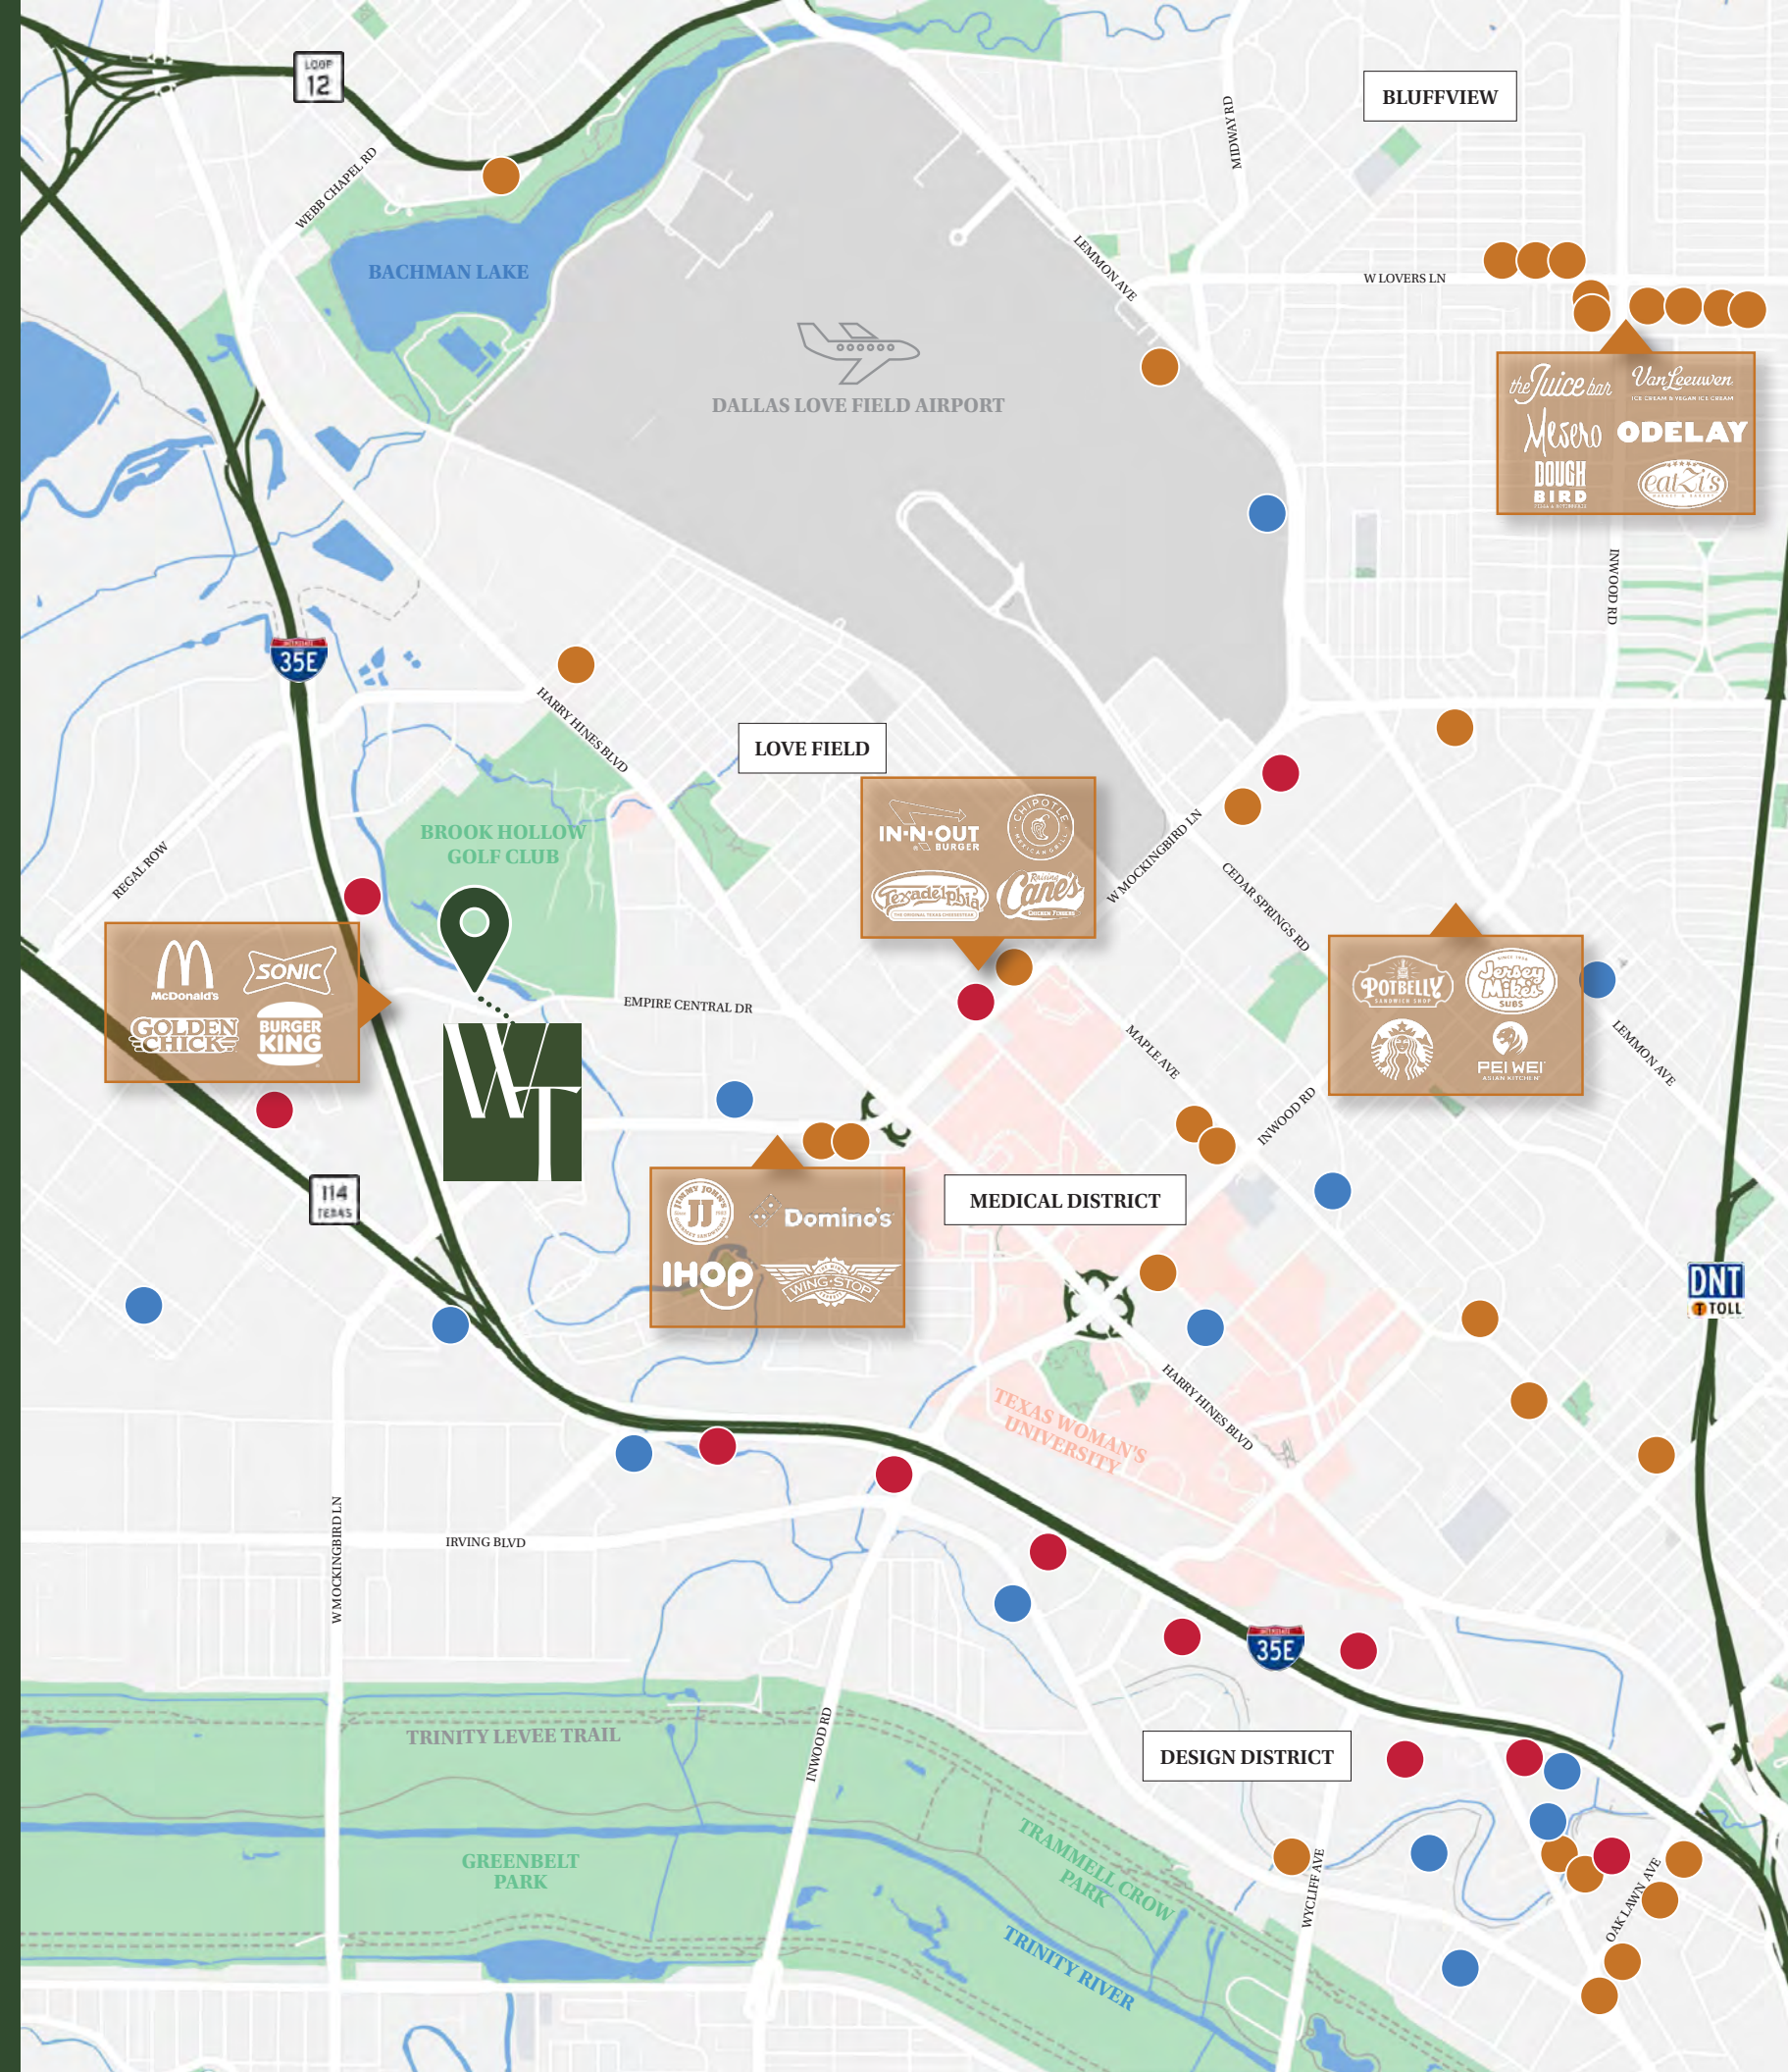 LOOP
12
BLUFFVIEW
MIDWAY RD
WEBB CHAPEL RD
BACHMAN LAKE
LEMMON AVE
W LOVERS LN
DALLAS LOVE FIELD AIRPORT
the Juice bar
Van Leeuwen
ICE CREAM & VEGAN ICE CREAM
Mesero
ODELAY
DOUGH
BIRD
eatZi's
INWOOD RD
INTERSTATE
35E
HARRY HINES BLVD
LOVE FIELD
IN-N-OUT
BURGER
CHIPOTLE
MEXICAN GRILL
Texadelphia
Raising
Cane's
CHICKEN FINGERS
W MOCKINGBIRD LN
CEDAR SPRINGS RD
BROOK HOLLOW
GOLF CLUB
REGAL ROW
McDonald's
SONIC
GOLDEN
CHICK
BURGER
KING
EMPIRE CENTRAL DR
WT
MAPLE AVE
POTBELLY
SANDWICH SHOP
Jersey
Mike's
SUBS
PEI WEI
ASIAN KITCHEN
LEMMON AVE
INWOOD RD
114
TEXAS
JIMMY JOHN'S
JJ
Domino's
IHOP
WING-STOP
MEDICAL DISTRICT
DNT
TOLL
HARRY HINES BLVD
TEXAS WOMAN'S
UNIVERSITY
W MOCKINGBIRD LN
IRVING BLVD
INTERSTATE
35E
TRINITY LEVEE TRAIL
INWOOD RD
DESIGN DISTRICT
GREENBELT
PARK
TRAMMELL CROW
PARK
WYCLIFF AVE
OAK LAWN AVE
TRINITY RIVER